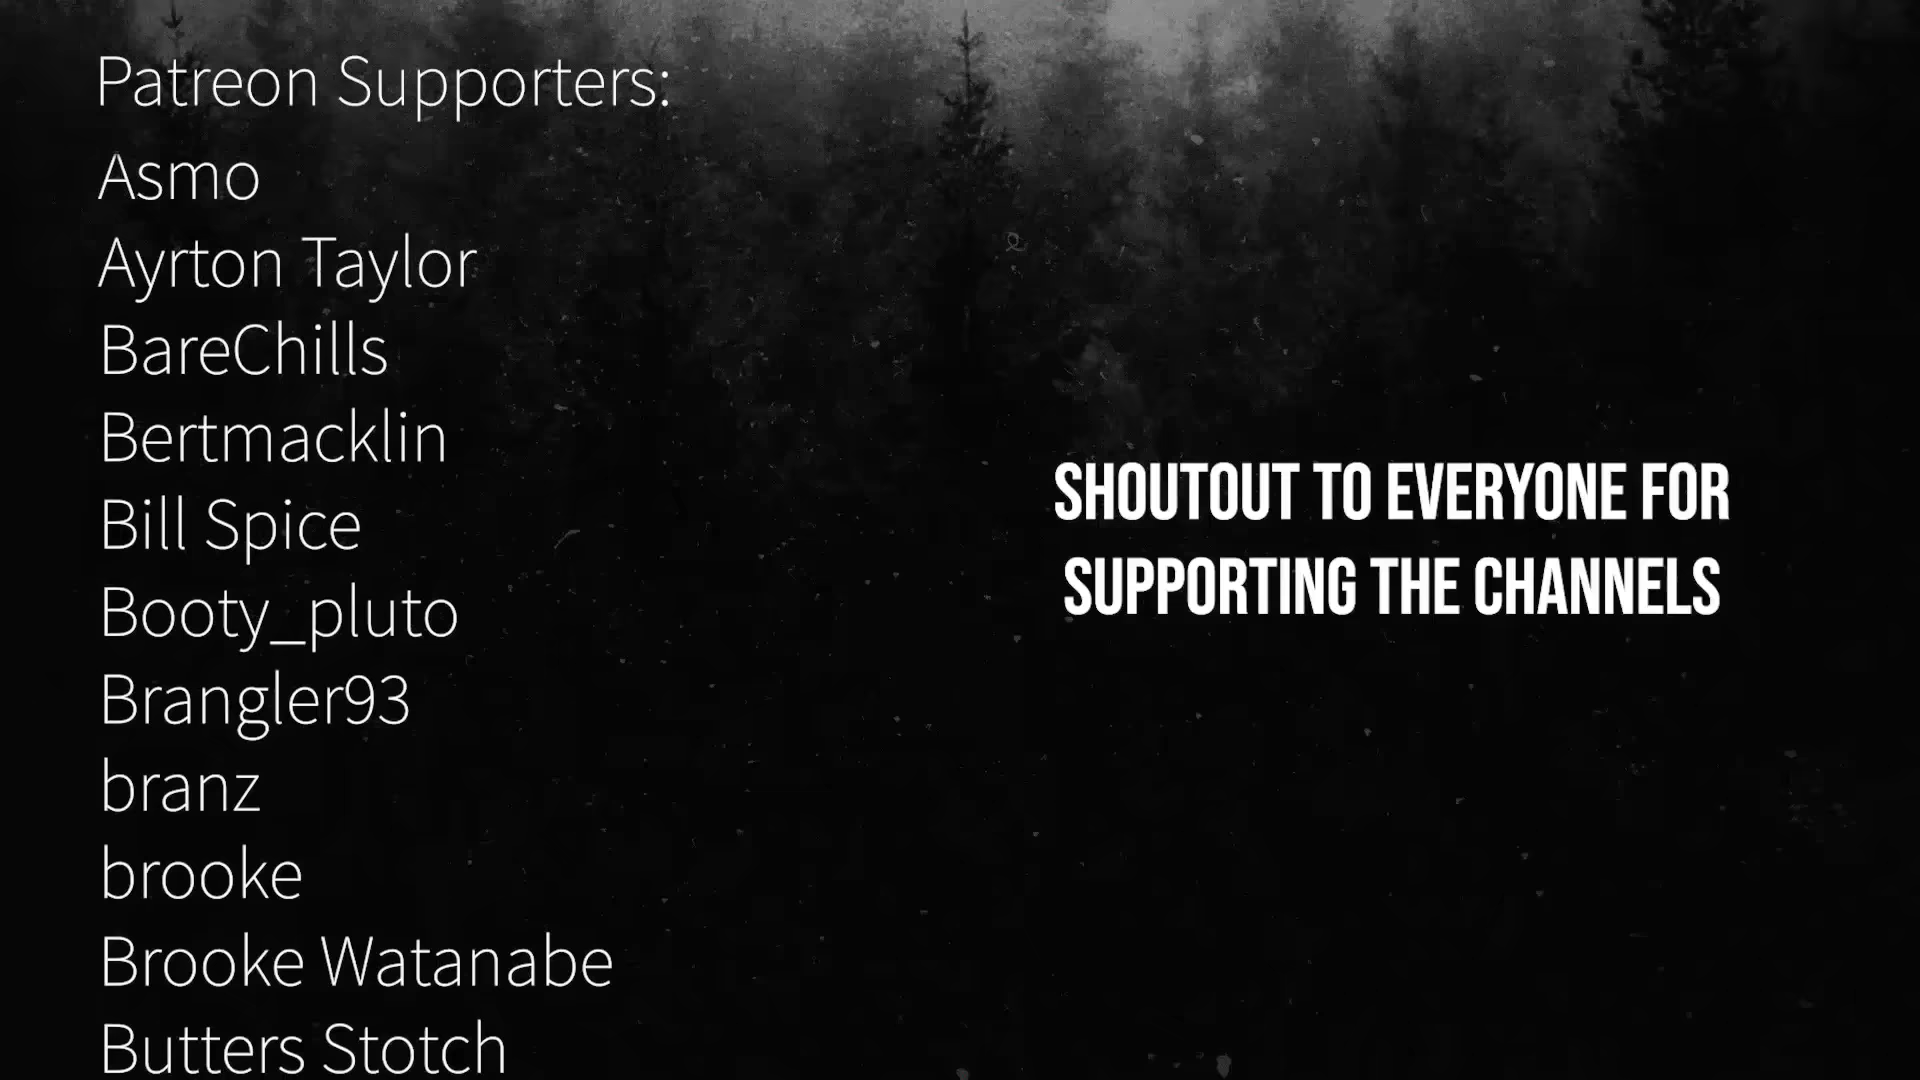 Patreon Supporters:
Asmo
Ayrton Taylor
BareChills
Bertmacklin
Bill Spice
Booty_pluto
Brangler93
branz
brooke
Brooke Watanabe
Butters Stotch
SHOUTOUT TO EVERYONE FOR
SUPPORTING THE CHANNELS